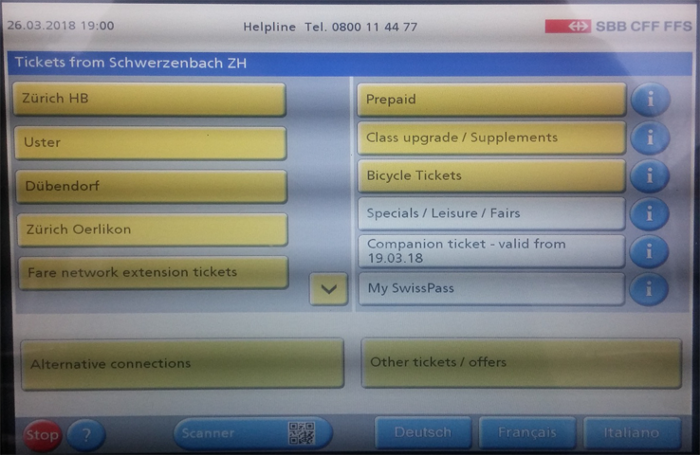 26.03.2018 19:00
Helpline Tel. 0800 11 44 77
SBB CFF FFS
Tickets from Schwerzenbach ZH
Zürich HB
Uster
Dübendorf
Zürich Oerlikon
Fare network extension tickets
Prepaid
i
Class upgrade / Supplements
i
Bicycle Tickets
i
Specials / Leisure / Fairs
i
Companion ticket - valid from
19.03.18
i
My SwissPass
i
Alternative connections
Other tickets / offers
Stop
?
Scanner
Deutsch
Français
Italiano